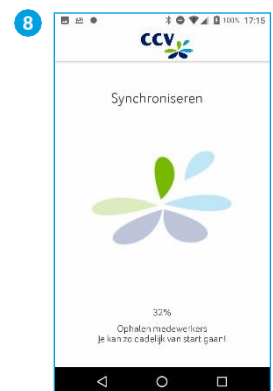 8
100% 17:15
CCV
Synchroniseren
32%
Ophalen medewerkers
Je kan zo dadelijk van start gaan!